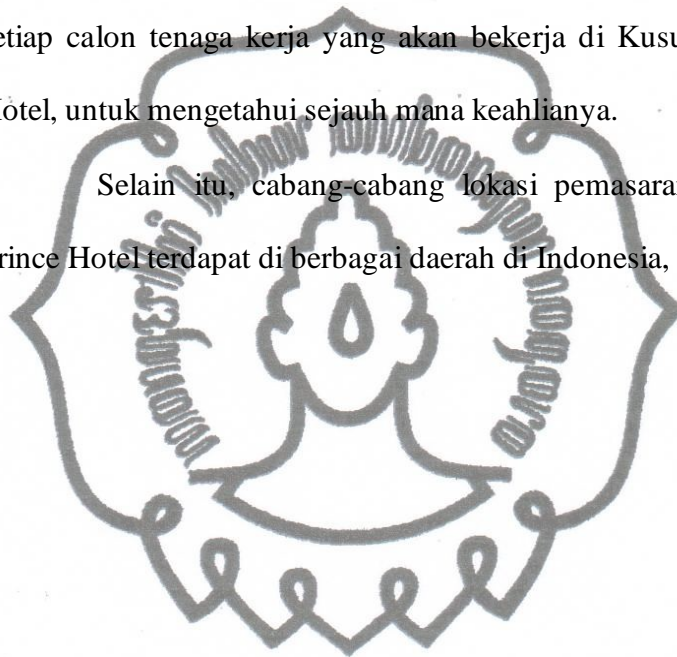 etiap calon tenaga kerja yang akan bekerja di Kusu
Hotel, untuk mengetahui sejauh mana keahlianya.
Selain itu, cabang-cabang lokasi pemasaran
rince Hotel terdapat di berbagai daerah di Indonesia,